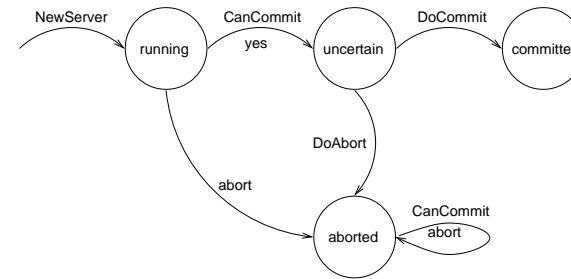 NewServer
CanCommit
yes
DoCommit
running
uncertain
committe
DoAbort
abort
CanCommit
abort
aborted